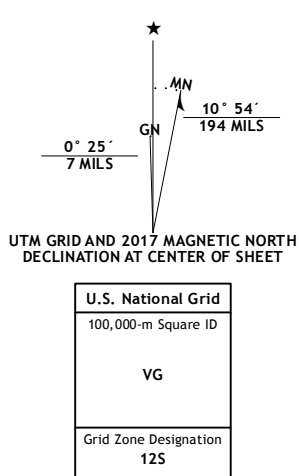 MN
GN
10° 54´
194 MILS
0° 25´
7 MILS
UTM GRID AND 2017 MAGNETIC NORTH
DECLINATION AT CENTER OF SHEET
U.S. National Grid
100,000-m Square ID
VG
Grid Zone Designation
12S